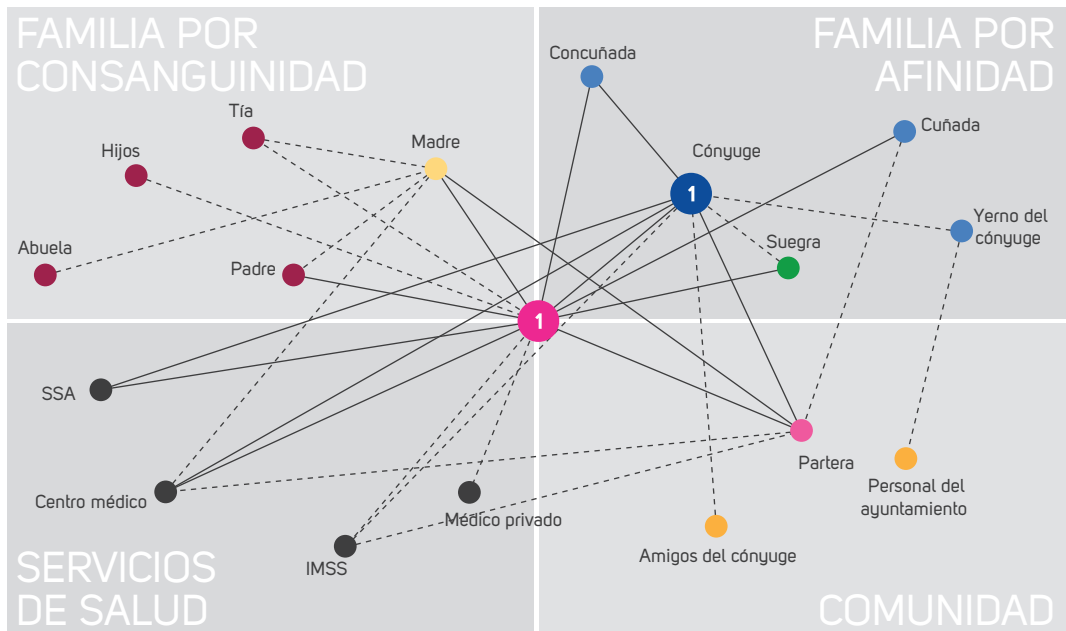 FAMILIA POR
CONSANGUINIDAD
FAMILIA POR
AFINIDAD
Concuñada
Tía
Madre
Cuñada
Hijos
Cónyuge
1
Yerno del
cónyuge
Abuela
Padre
Suegra
1
SSA
Centro médico
Médico privado
IMSS
Partera
Personal del
ayuntamiento
Amigos del cónyuge
SERVICIOS
DE SALUD
COMUNIDAD